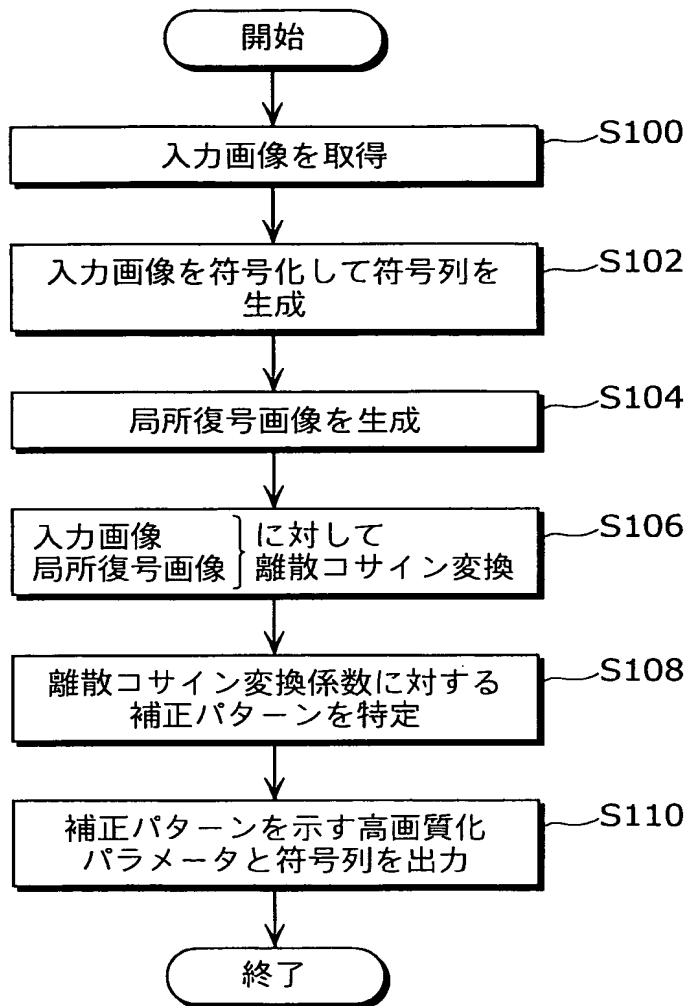 開始
入力画像を取得
S100
入力画像を符号化して符号列を
生成
S102
局所復号画像を生成
S104
入力画像
局所復号画像
に対して
離散コサイン変換
S106
離散コサイン変換係数に対する
補正パターンを特定
S108
補正パターンを示す高画質化
パラメータと符号列を出力
S110
終了